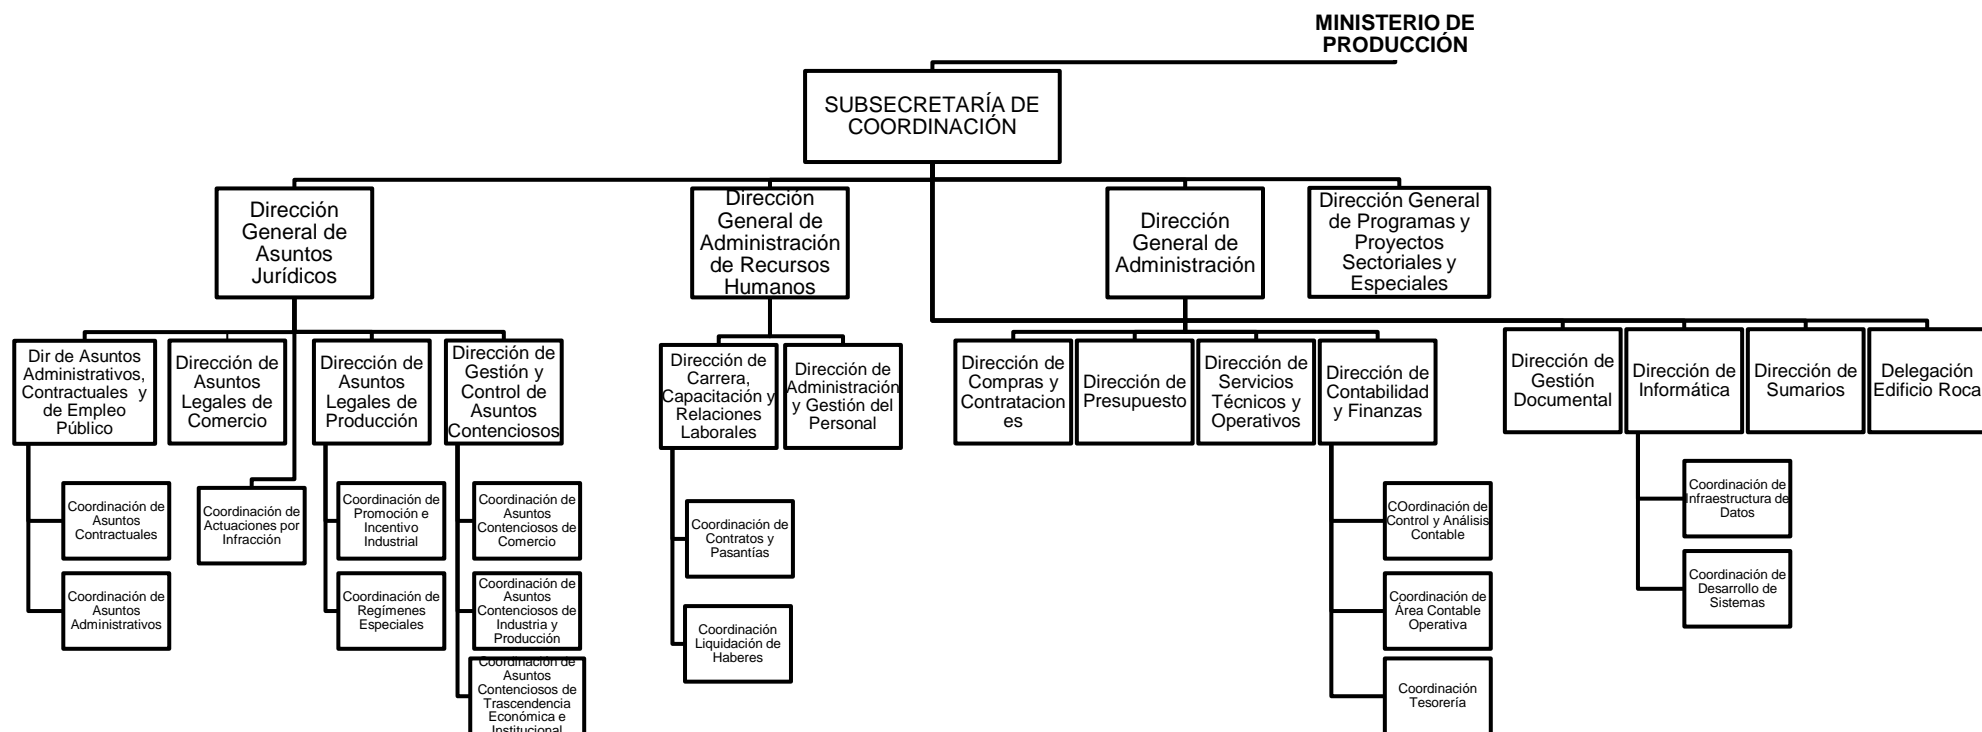 MINISTERIO DE
PRODUCCIÓN
SUBSECRETARÍA DE
COORDINACIÓN
Dirección
General de
Asuntos
Jurídicos
Dirección
General de
Administración
de Recursos
Humanos
Dirección
General de
Administración
Dirección General
de Programas y
Proyectos
Sectoriales y
Especiales
Dir de Asuntos
Administrativos,
Contractuales y
de Empleo
Público
Dirección de
Asuntos
Legales de
Comercio
Dirección de
Asuntos
Legales de
Producción
Dirección de
Gestión y
Control de
Asuntos
Contenciosos
Dirección de
Carrera,
Capacitación y
Relaciones
Laborales
Dirección de
Administración
y Gestión del
Personal
Dirección de
Compras y
Contratacion
es
Dirección de
Presupuesto
Dirección de
Servicios
Técnicos y
Operativos
Dirección de
Contabilidad
y Finanzas
Dirección de
Gestión
Documental
Dirección de
Informática
Dirección de
Sumarios
Delegación
Edificio Roca
Coordinación de
Asuntos
Contractuales
Coordinación de
Actuaciones por
Infracción
Coordinación de
Promoción e
Incentivo
Industrial
Coordinación de
Asuntos
Contenciosos de
Comercio
Coordinación de
Contratos y
Pasantías
COordinación de
Control y Análisis
Contable
Coordinación de
Infraestructura de
Datos
Coordinación de
Asuntos
Administrativos
Coordinación de
Regímenes
Especiales
Coordinación de
Asuntos
Contenciosos de
Industria y
Producción
Coordinación
Liquidación de
Haberes
Coordinación de
Área Contable
Operativa
Coordinación de
Desarrollo de
Sistemas
Coordinación de
Asuntos
Contenciosos de
Trascendencia
Económica e
Institucional
Coordinación
Tesorería